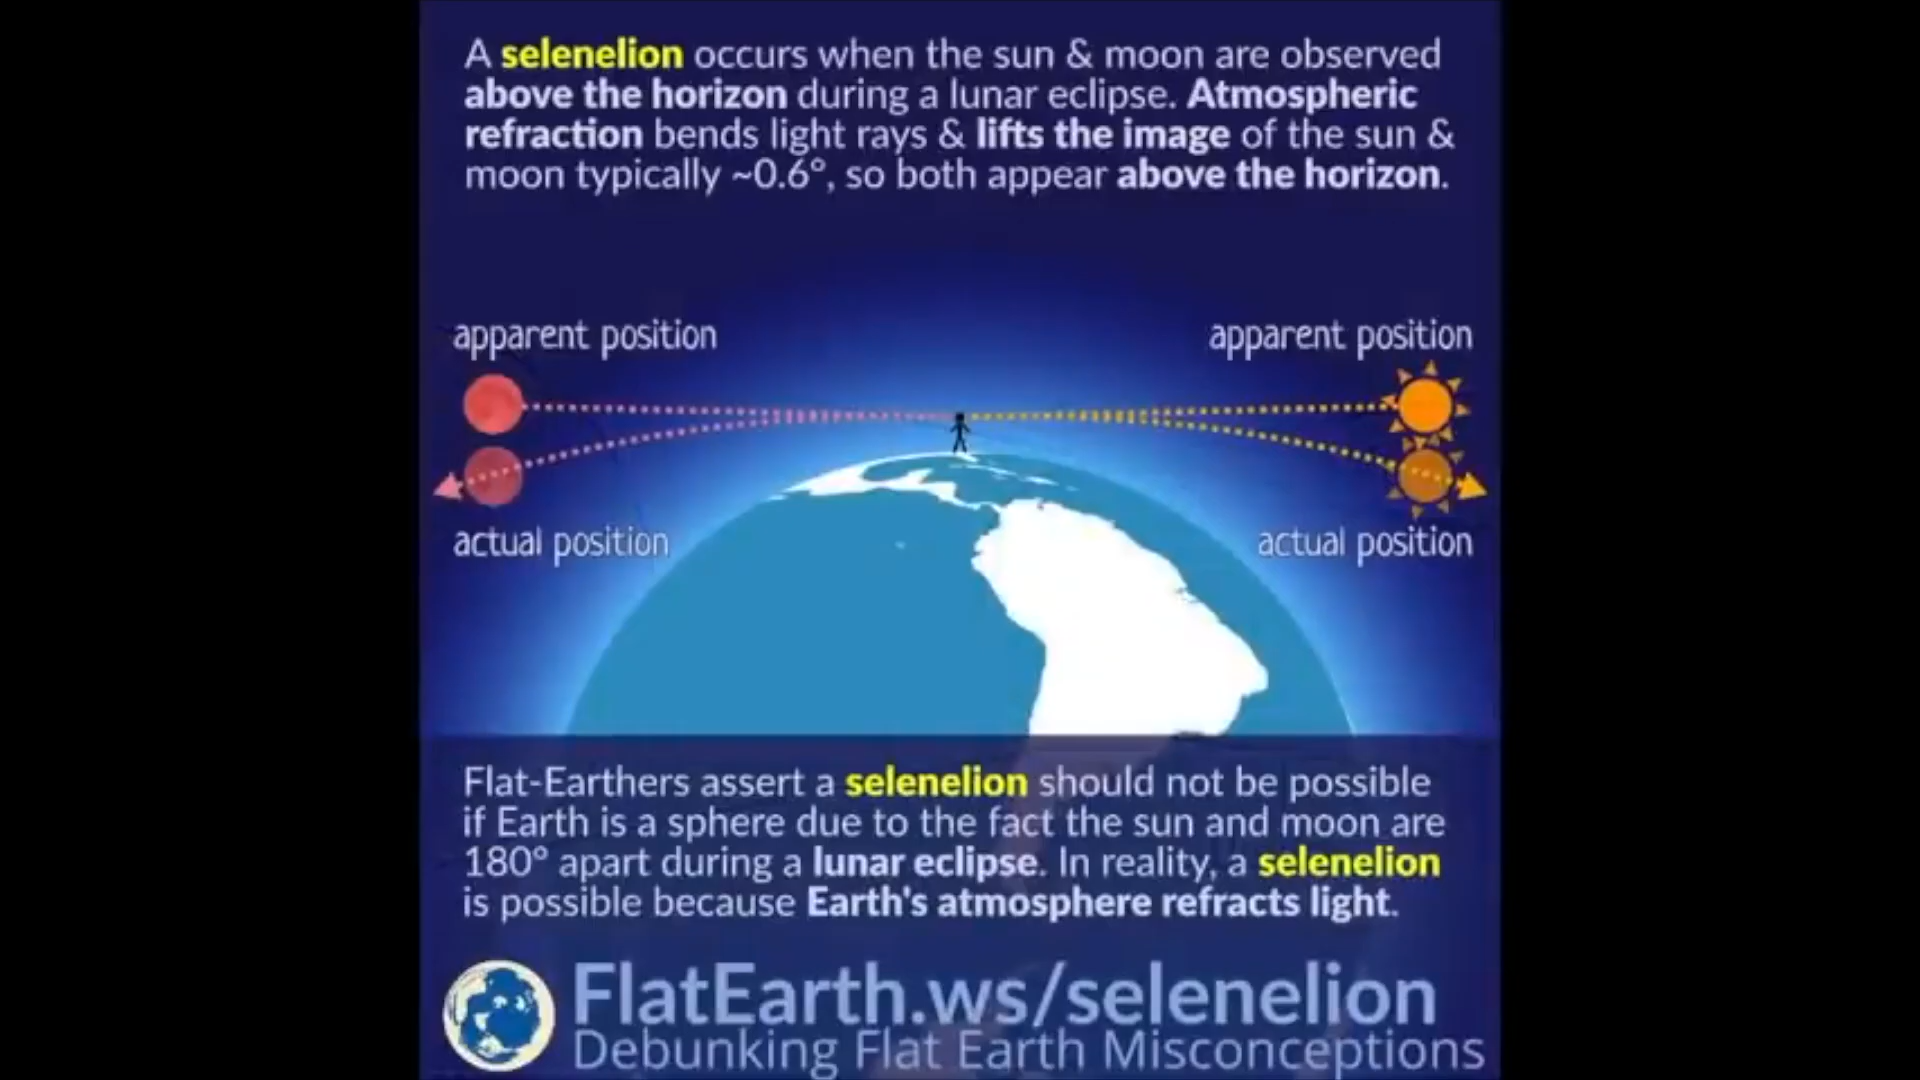 A selenelion occurs when the sun & moon are observed
above the horizon during a lunar eclipse. Atmospheric
refraction bends light rays & lifts the image of the sun &
moon typically ~0.6°, so both appear above the horizon.
apparent position
apparent position
actual position
actual position
Flat-Earthers assert a selenelion should not be possible
if Earth is a sphere due to the fact the sun and moon are
180° apart during a lunar eclipse. In reality, a selenelion
is possible because Earth's atmosphere refracts light.
FlatEarth.ws/selenelion
Debunking Flat Earth Misconceptions